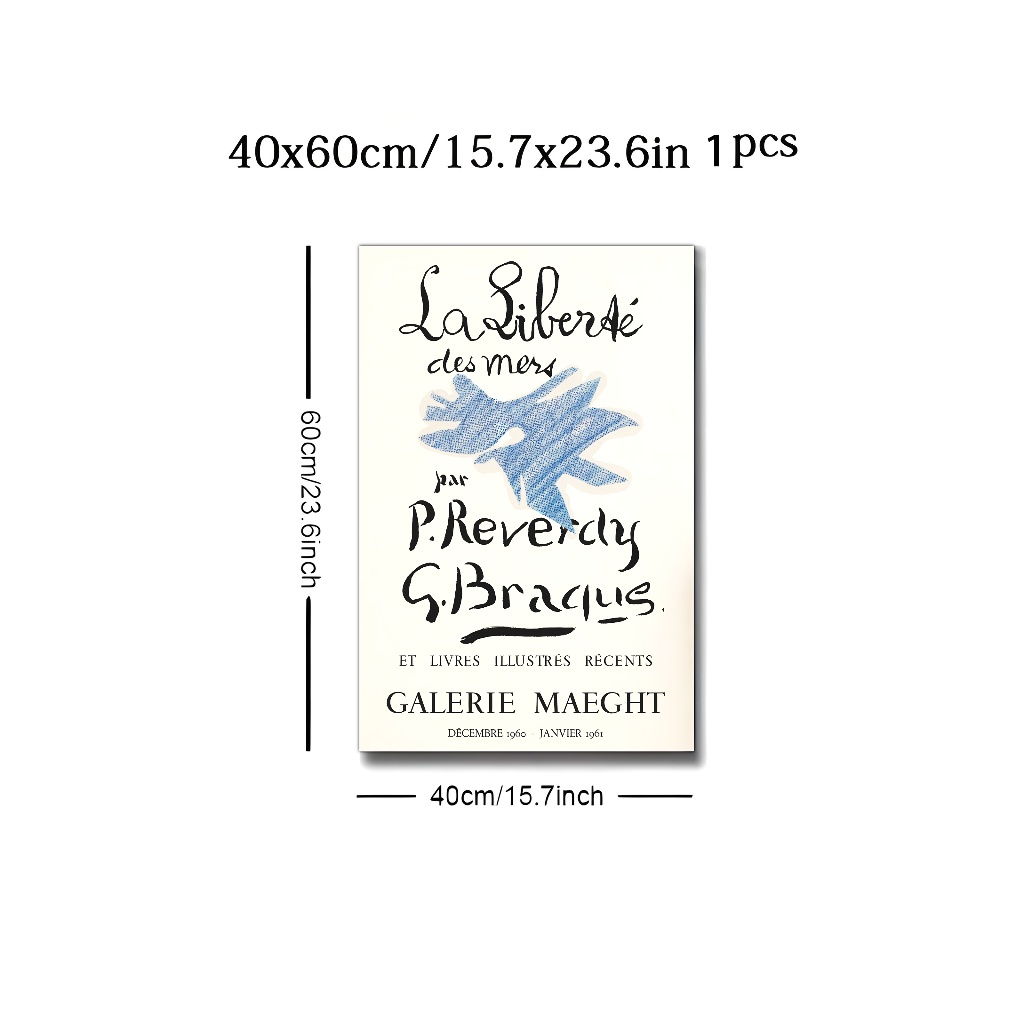 40x60cm/15.7x23.6in 1pcs
60cm/23.6inch
La Liberté
des mers
par
P. Reverdy
G. Braque.
ET LIVRES ILLUSTRÉS RÉCENTS
GALERIE MAEGHT
DÉCEMBRE 1960 - JANVIER 1961
40cm/15.7inch